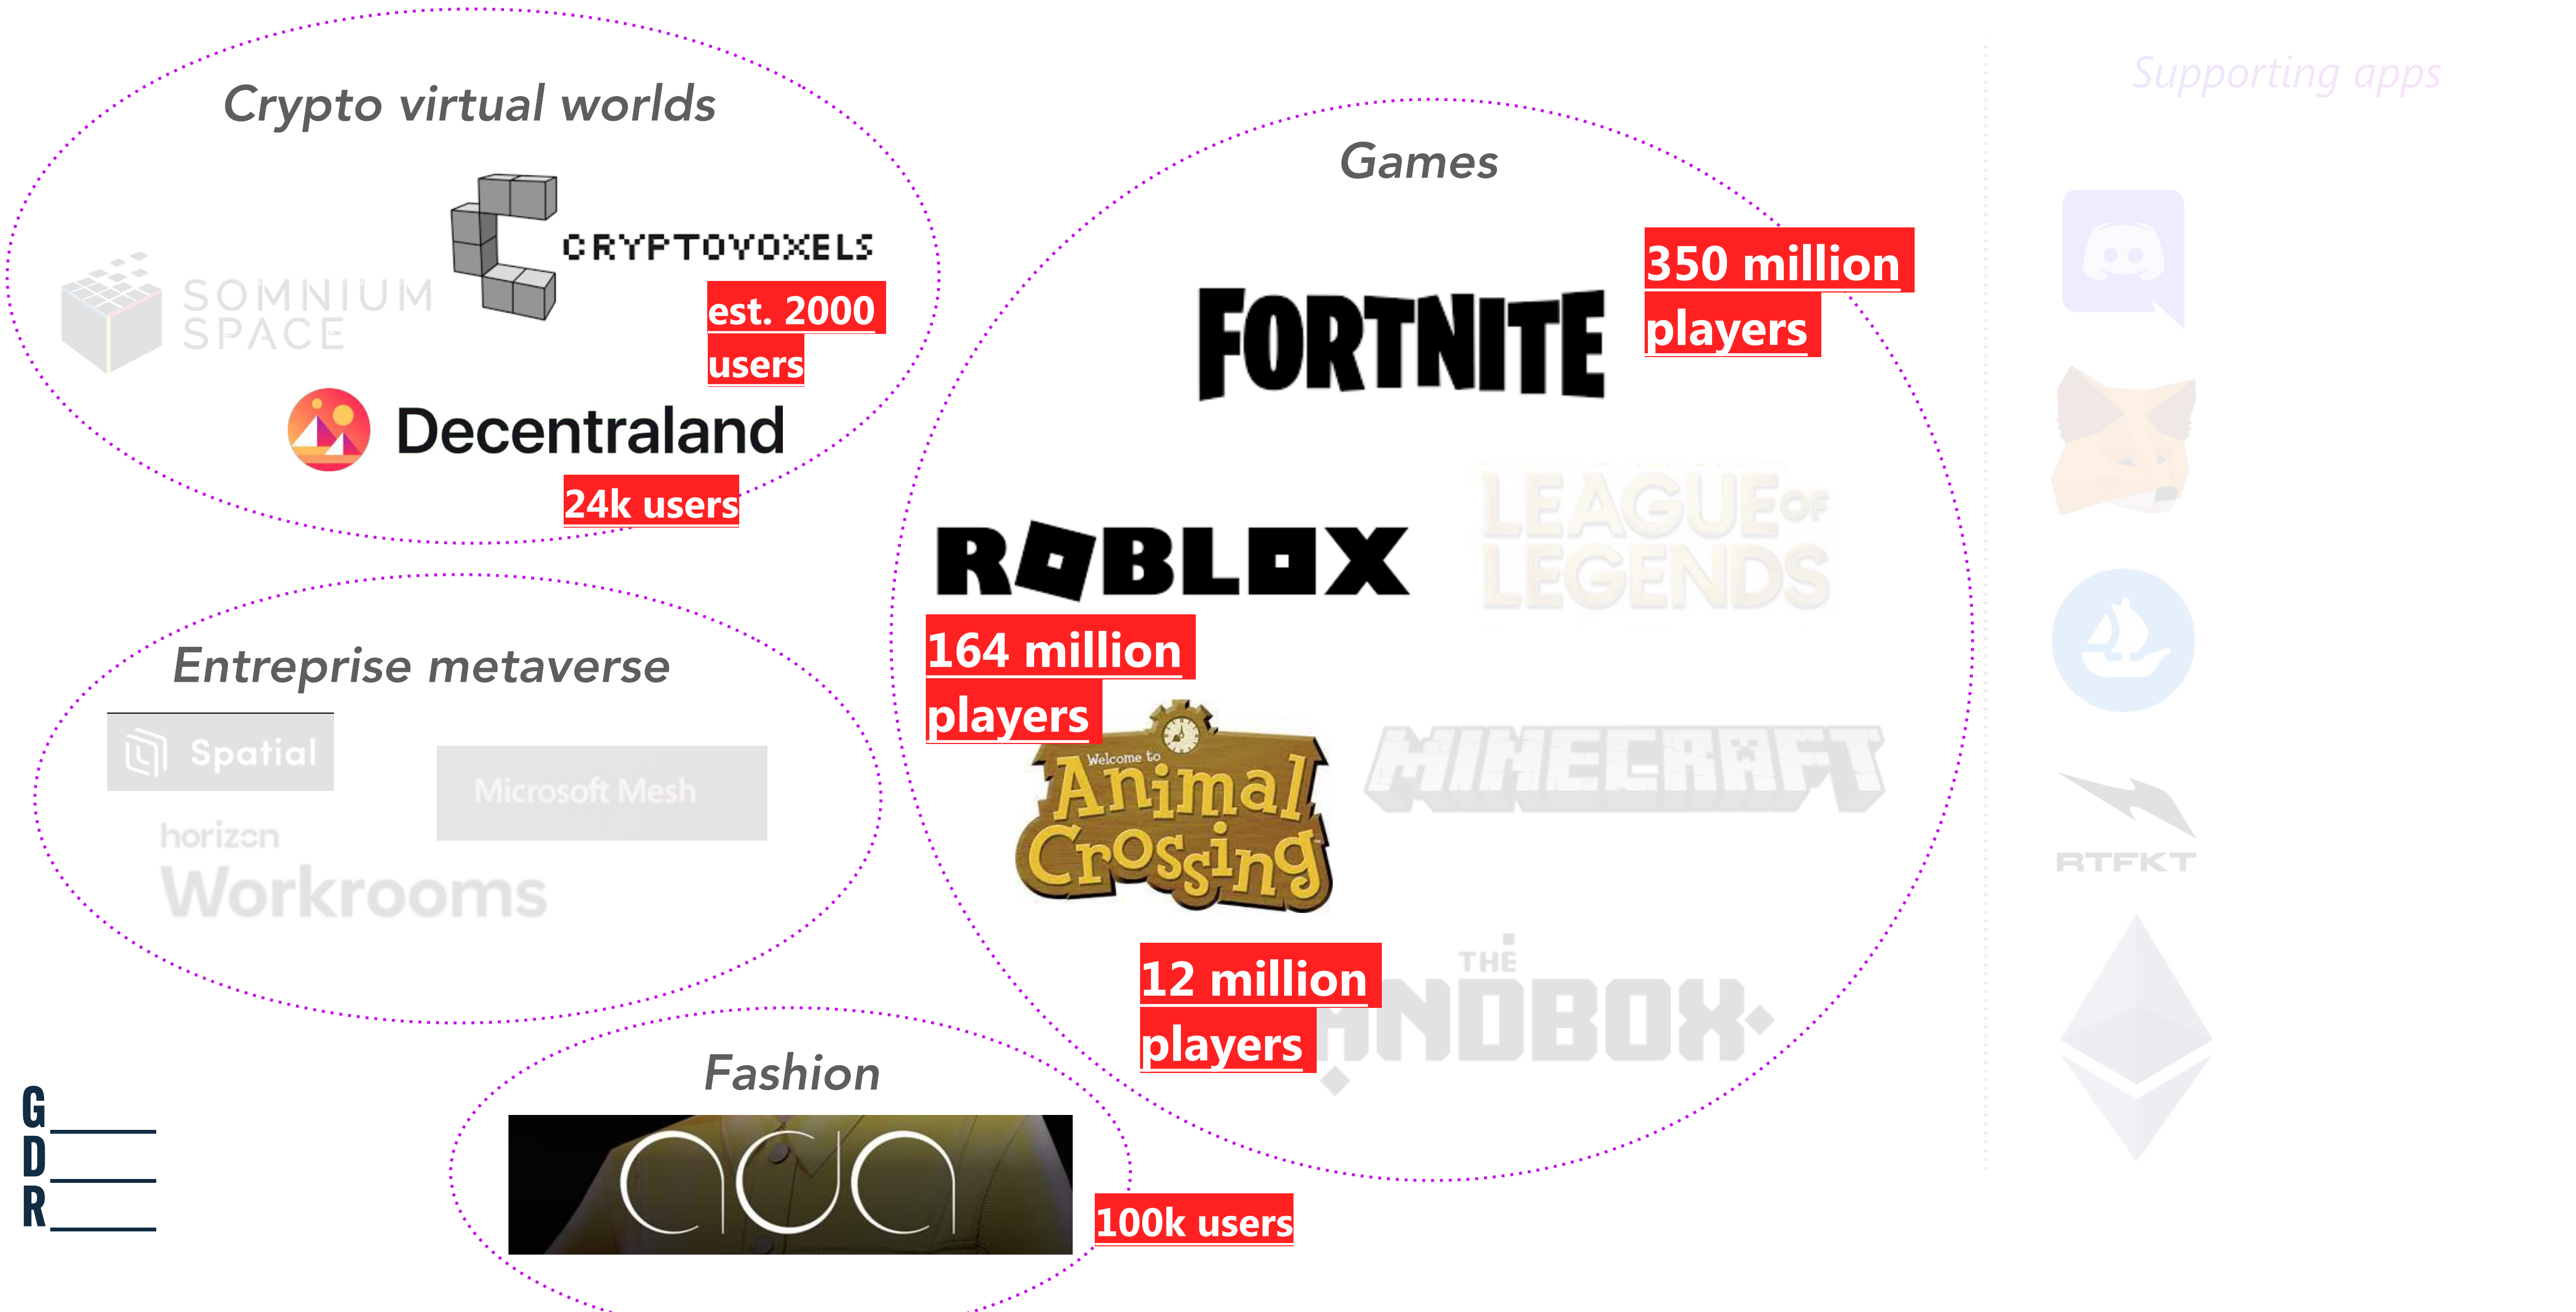 Crypto virtual worlds
CRYPTOVOXELS
est. 2000
users
SOMNIUM
SPACE
Decentraland
24k users
Entreprise metaverse
Spatial
Microsoft Mesh
horizon
Workrooms
Fashion
ada
100k users
Games
FORTNITE
350 million
players
ROBLOX
164 million
players
LEAGUE OF
LEGENDS
Welcome to
Animal
Crossing
12 million
players
MINECRAFT
THE
ANDBOX
Supporting apps
RTFKT
G
D
R